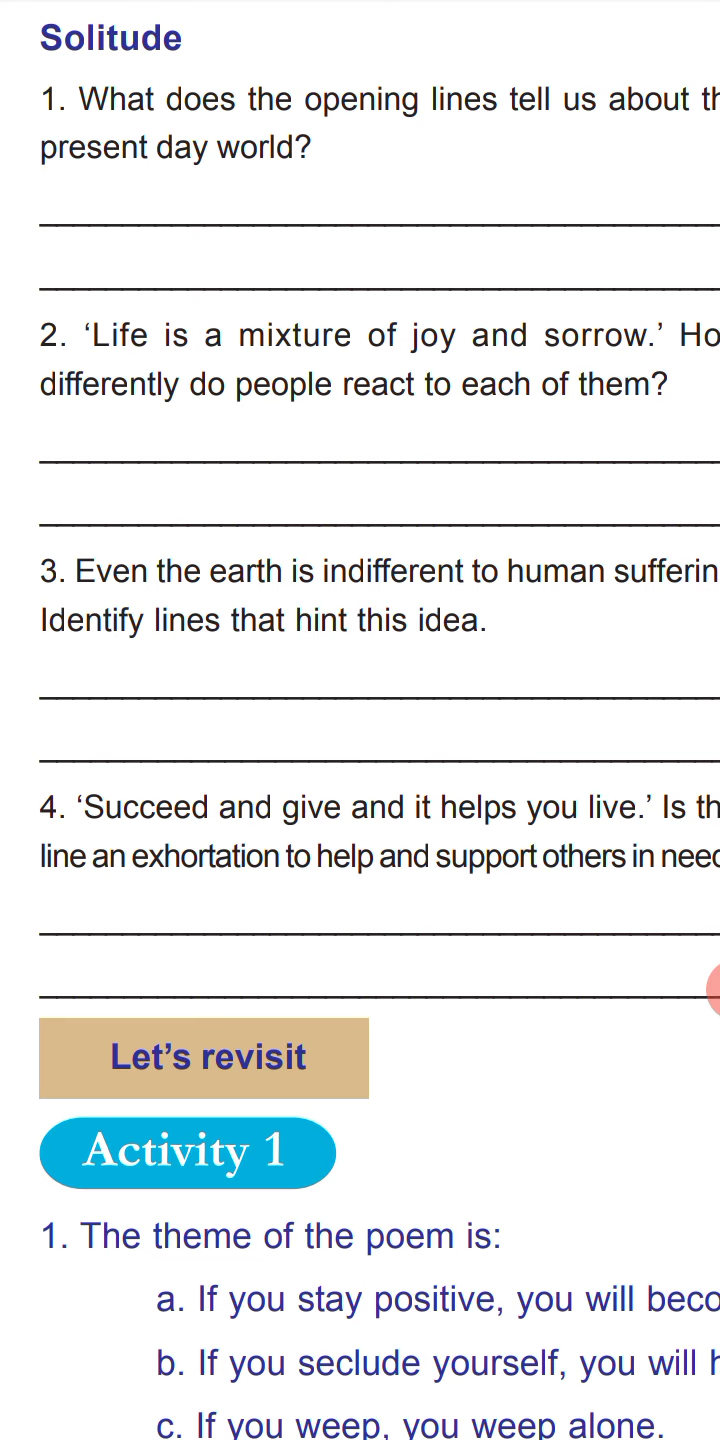 Solitude
1. What does the opening lines tell us about th
present day world?
2. ‘Life is a mixture of joy and sorrow.’ Ho
differently do people react to each of them?
3. Even the earth is indifferent to human sufferin
Identify lines that hint this idea.
4. ‘Succeed and give and it helps you live.’ Is th
line an exhortation to help and support others in need
Let’s revisit
Activity 1
1. The theme of the poem is:
a. If you stay positive, you will beco
b. If you seclude yourself, you will h
c. If you weep, you weep alone.